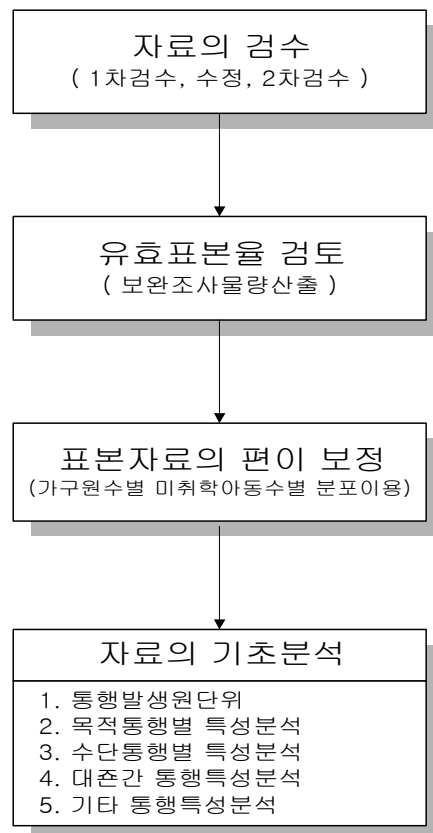 자료의 검수
( 1차검수, 수정, 2차검수 )
유효표본율 검토
( 보완조사물량산출 )
표본자료의 편이 보정
(가구원수별 미취학아동수별 분포이용)
자료의 기초분석
1. 통행발생원단위
2. 목적통행별 특성분석
3. 수단통행별 특성분석
4. 대죤간 통행특성분석
5. 기타 통행특성분석